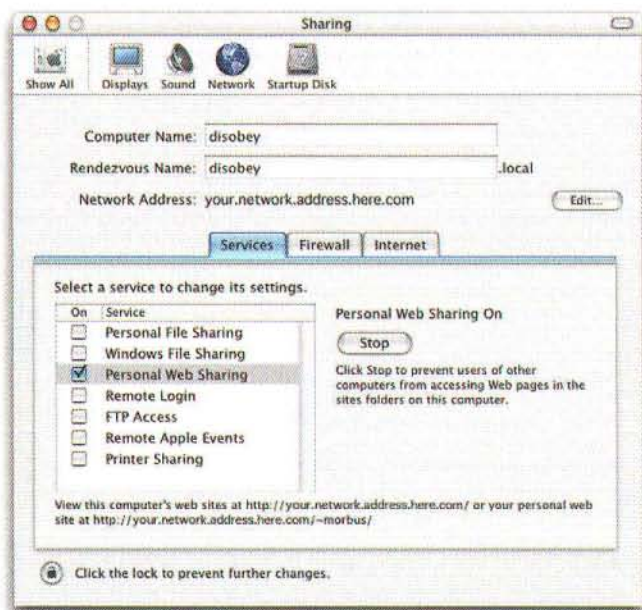 Sharing
Show All Displays Sound Network Startup Disk
Computer Name: disobey
Rendezvous Name: disobey .local
Network Address: your.network.address.here.com Edit...
Services Firewall Internet
Select a service to change its settings.
On Service
Personal File Sharing
Windows File Sharing
Personal Web Sharing
Remote Login
FTP Access
Remote Apple Events
Printer Sharing
Personal Web Sharing On
Stop
Click Stop to prevent users of other
computers from accessing Web pages in the
sites folders on this computer.
View this computer's web sites at http://your.network.address.here.com/ or your personal web
site at http://your.network.address.here.com/~morbus/
Click the lock to prevent further changes.